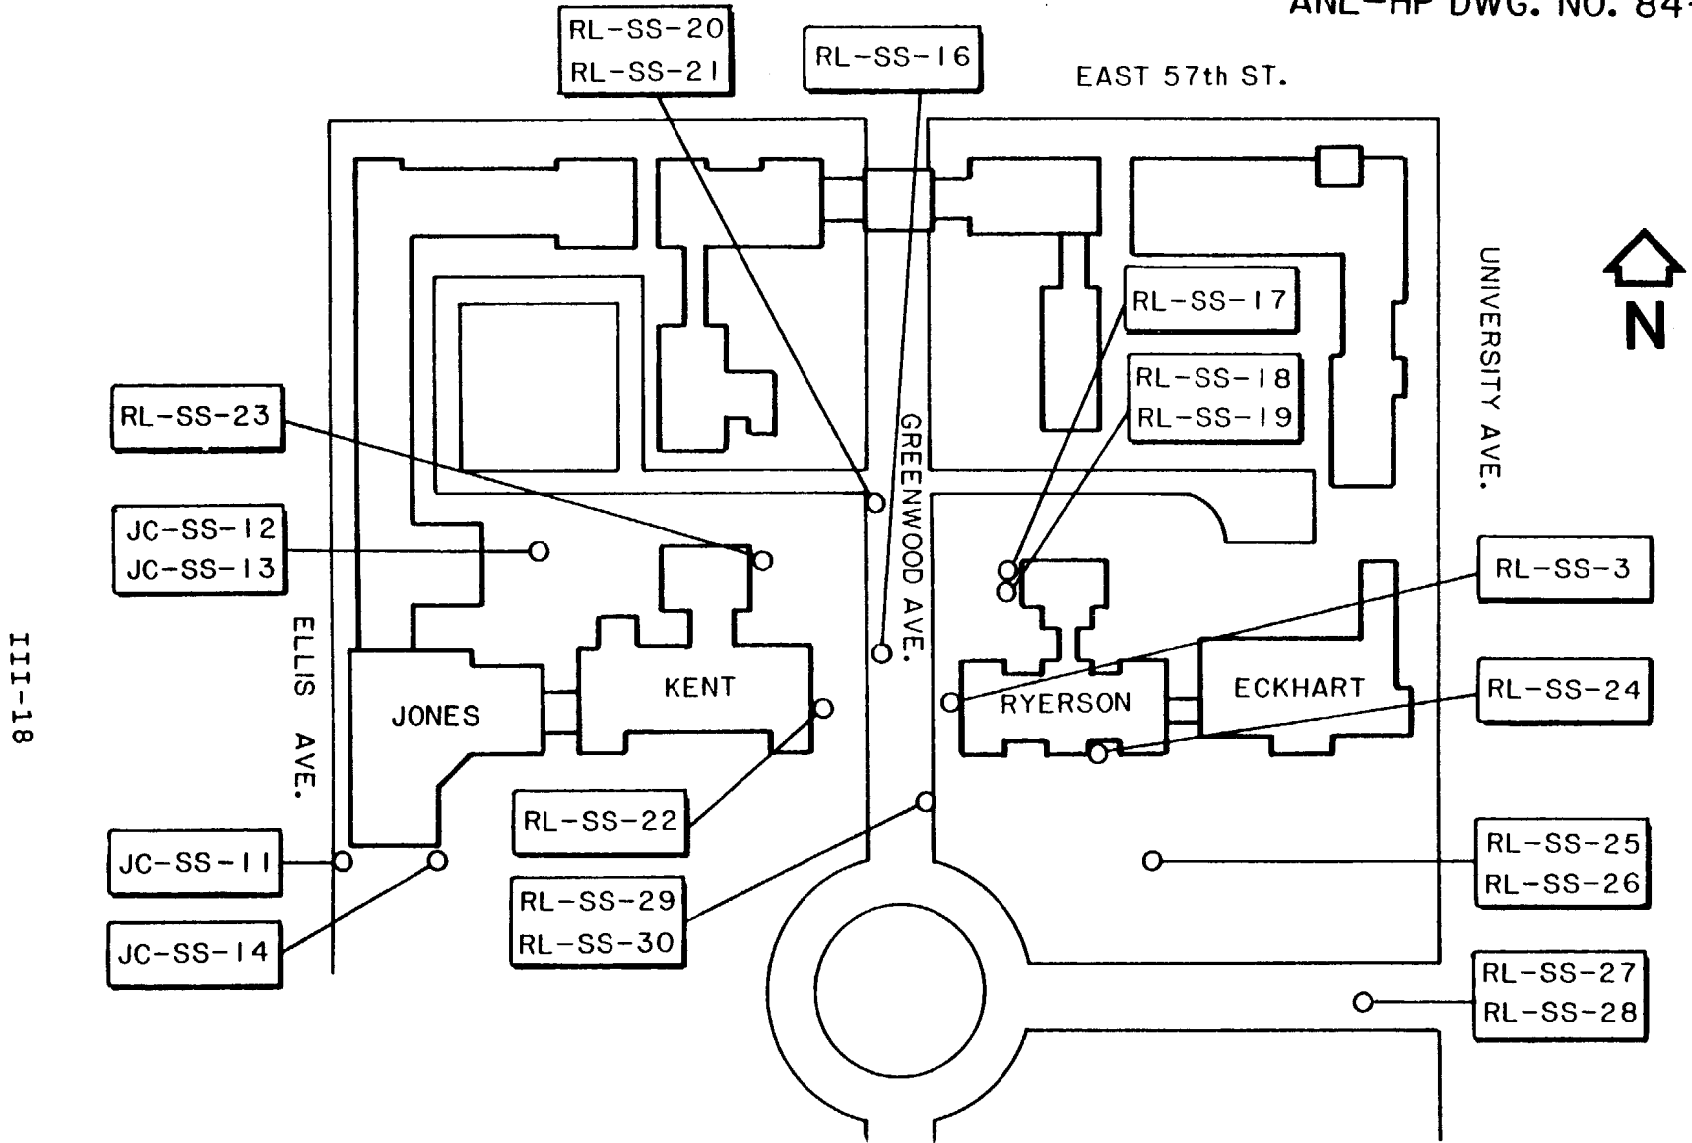 ANL-HP DWG. NO. 84-
RL-SS-20
RL-SS-21
RL-SS-16
EAST 57th ST.
RL-SS-17
UNIVERSITY AVE.
N
RL-SS-18
RL-SS-19
RL-SS-23
GREENWOOD AVE.
JC-SS-12
JC-SS-13
RL-SS-3
ELLIS AVE.
III-18
KENT
JONES
RYERSON
ECKHART
RL-SS-24
RL-SS-22
JC-SS-11
RL-SS-25
RL-SS-26
RL-SS-29
RL-SS-30
JC-SS-14
RL-SS-27
RL-SS-28